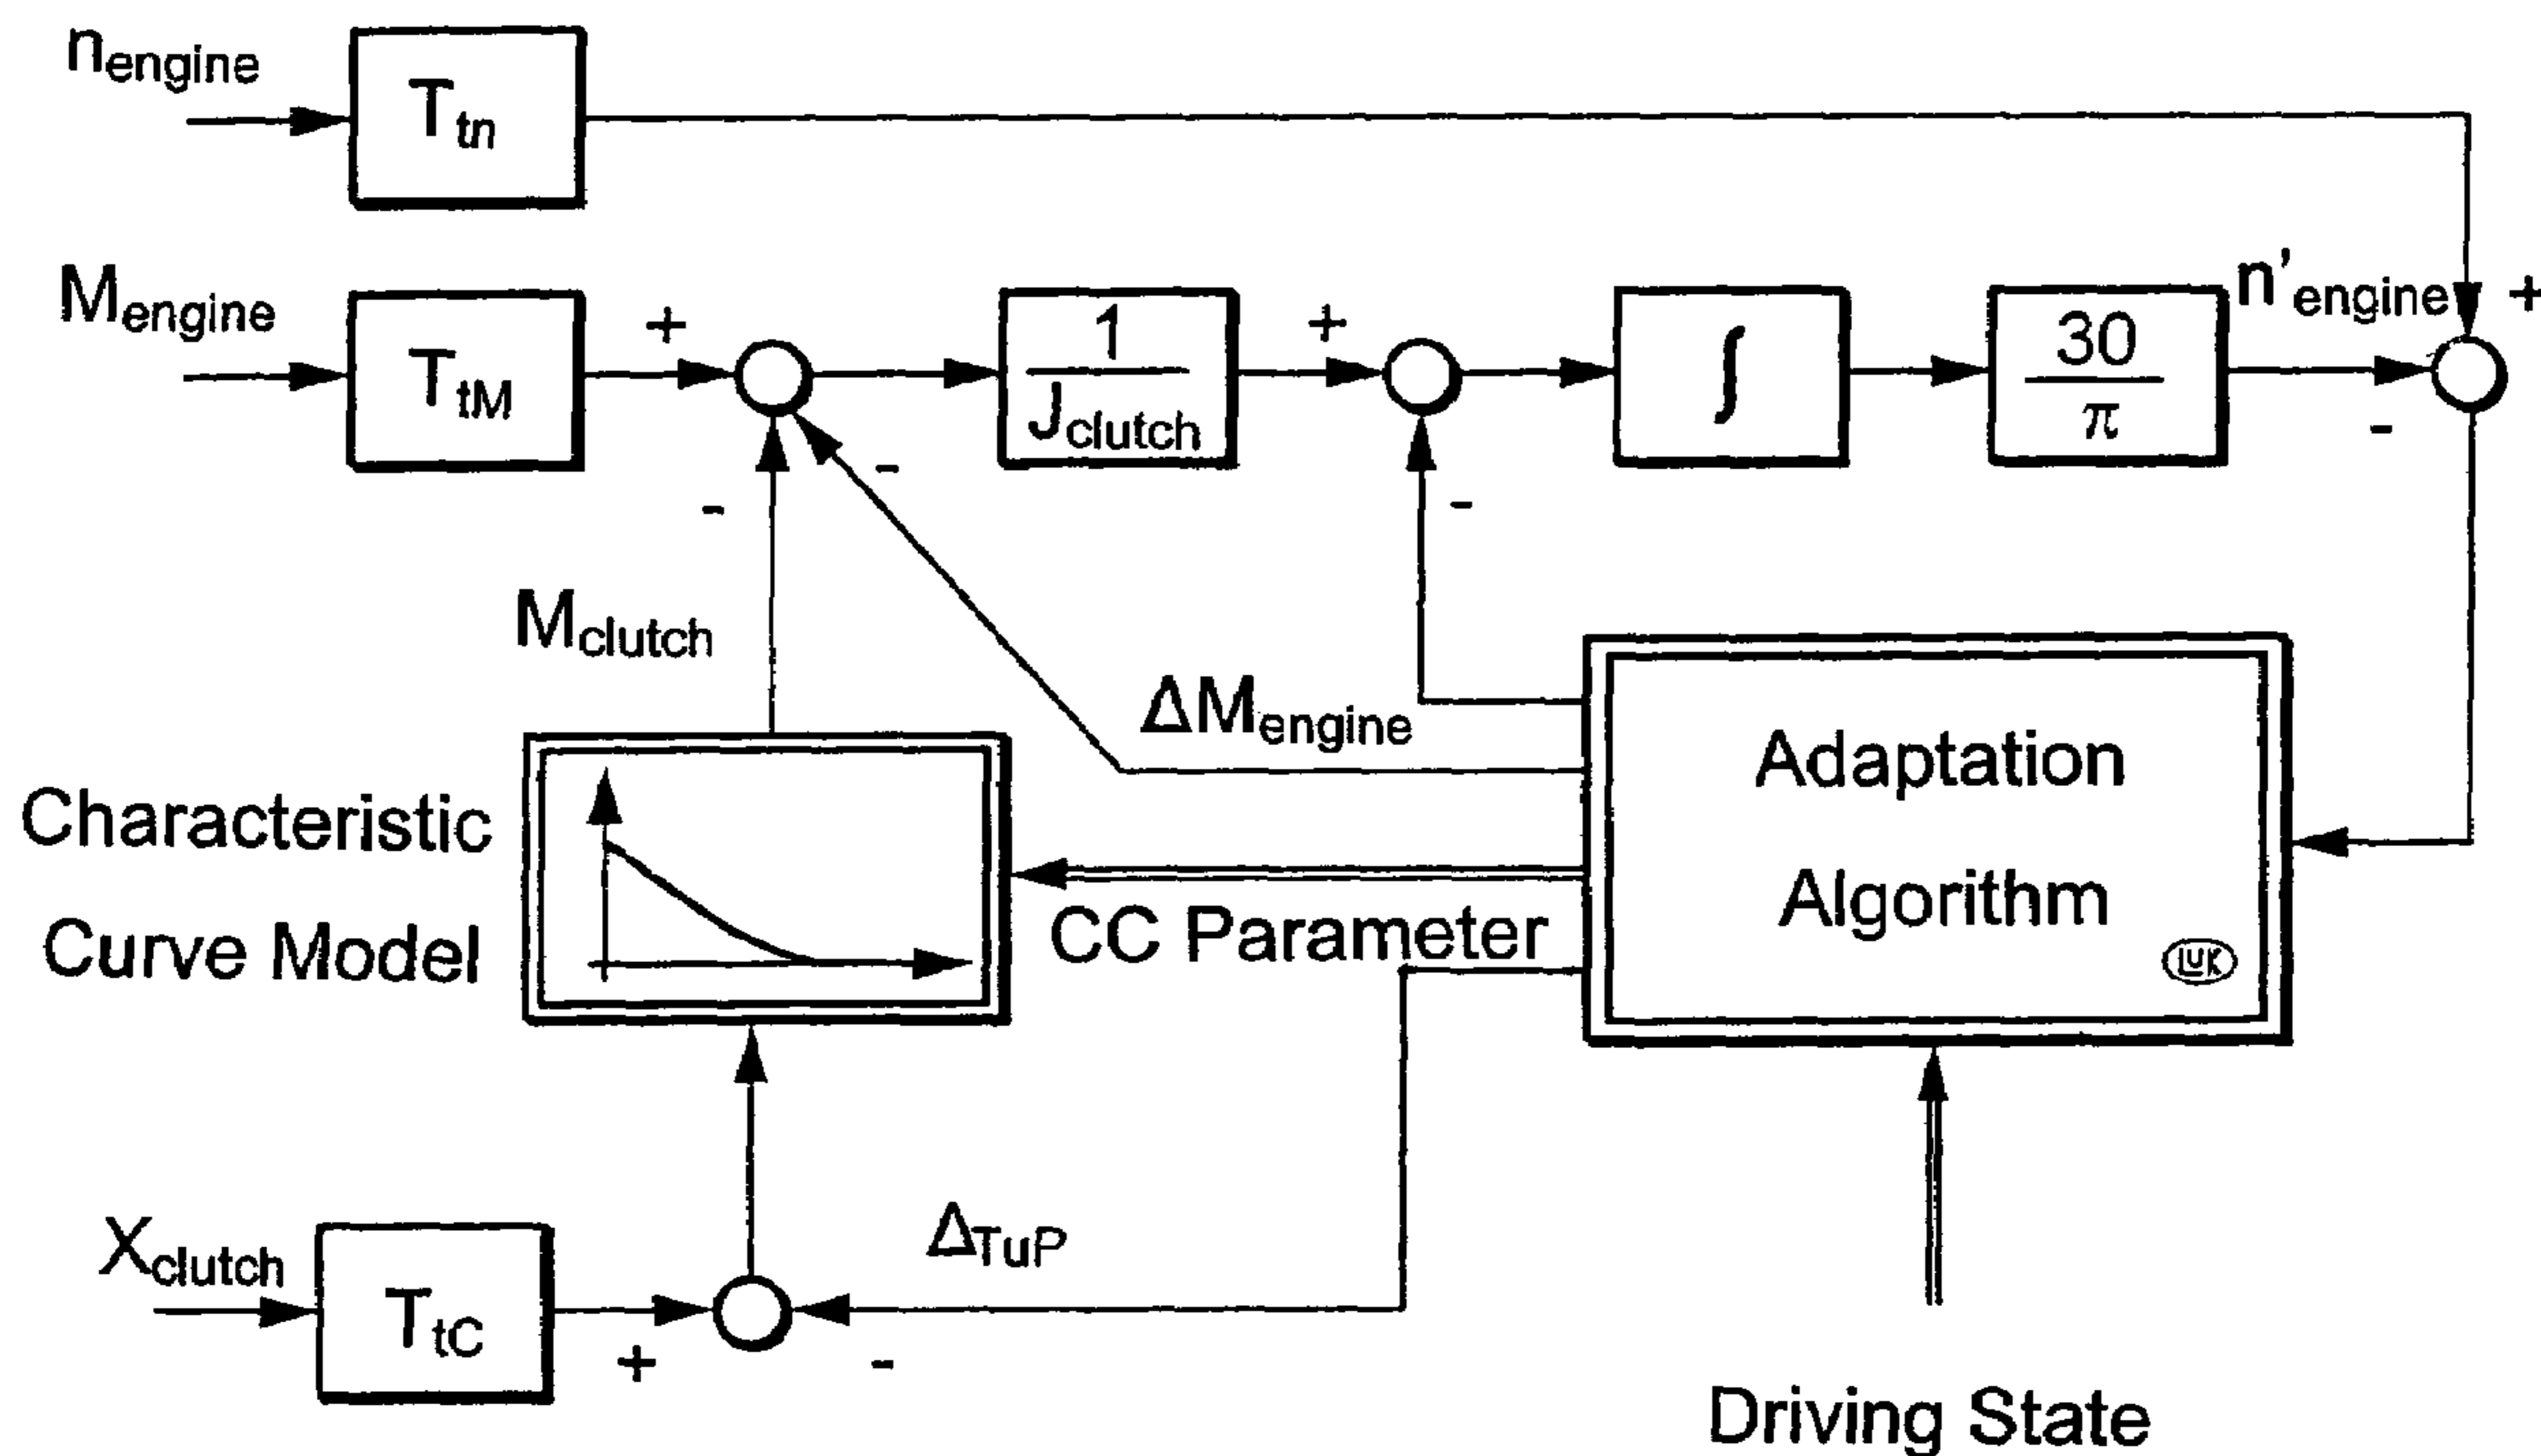 n_engine
T_tn
M_engine
T_tM
+
-
-
1
J_clutch
+
-
∫
30
π
n'_engine
+
-
M_clutch
ΔM_engine
Characteristic
Curve Model
CC Parameter
Adaptation
Algorithm
LUK
X_clutch
T_tC
+
-
Δ_TuP
Driving State